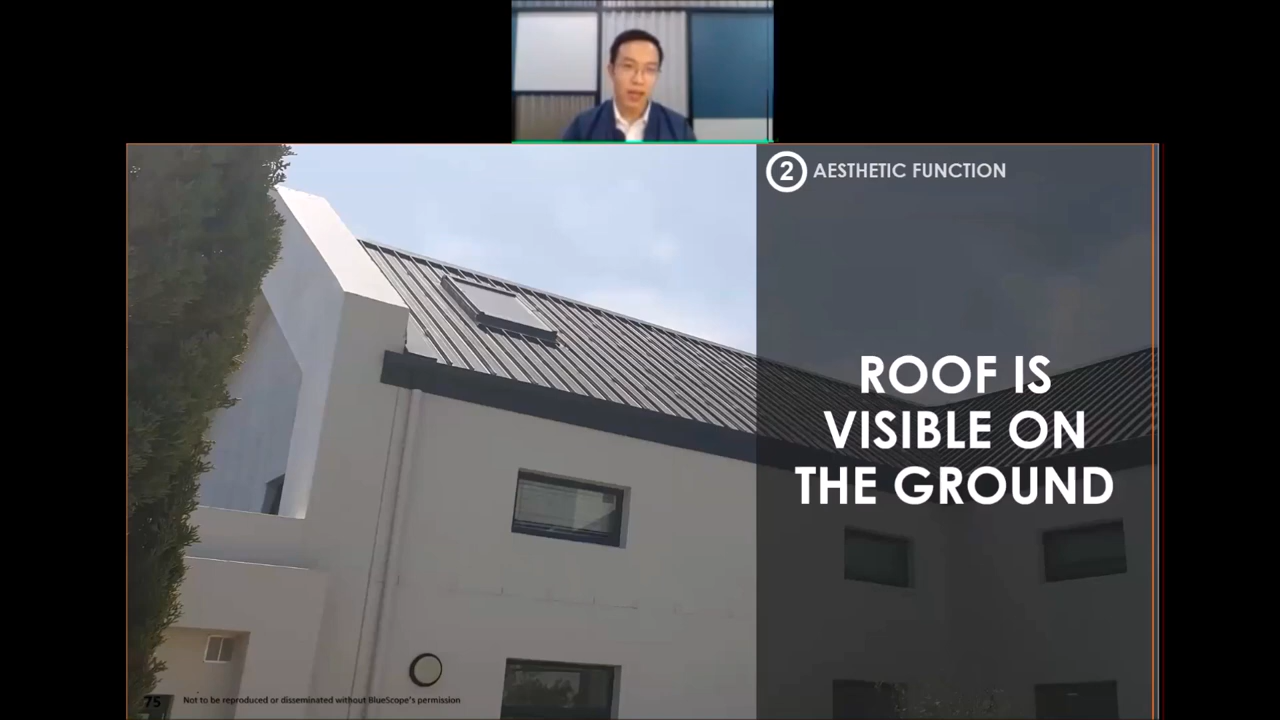 2 AESTHETIC FUNCTION
ROOF IS
VISIBLE ON
THE GROUND
75 Not to be reproduced or disseminated without BlueScope's permission